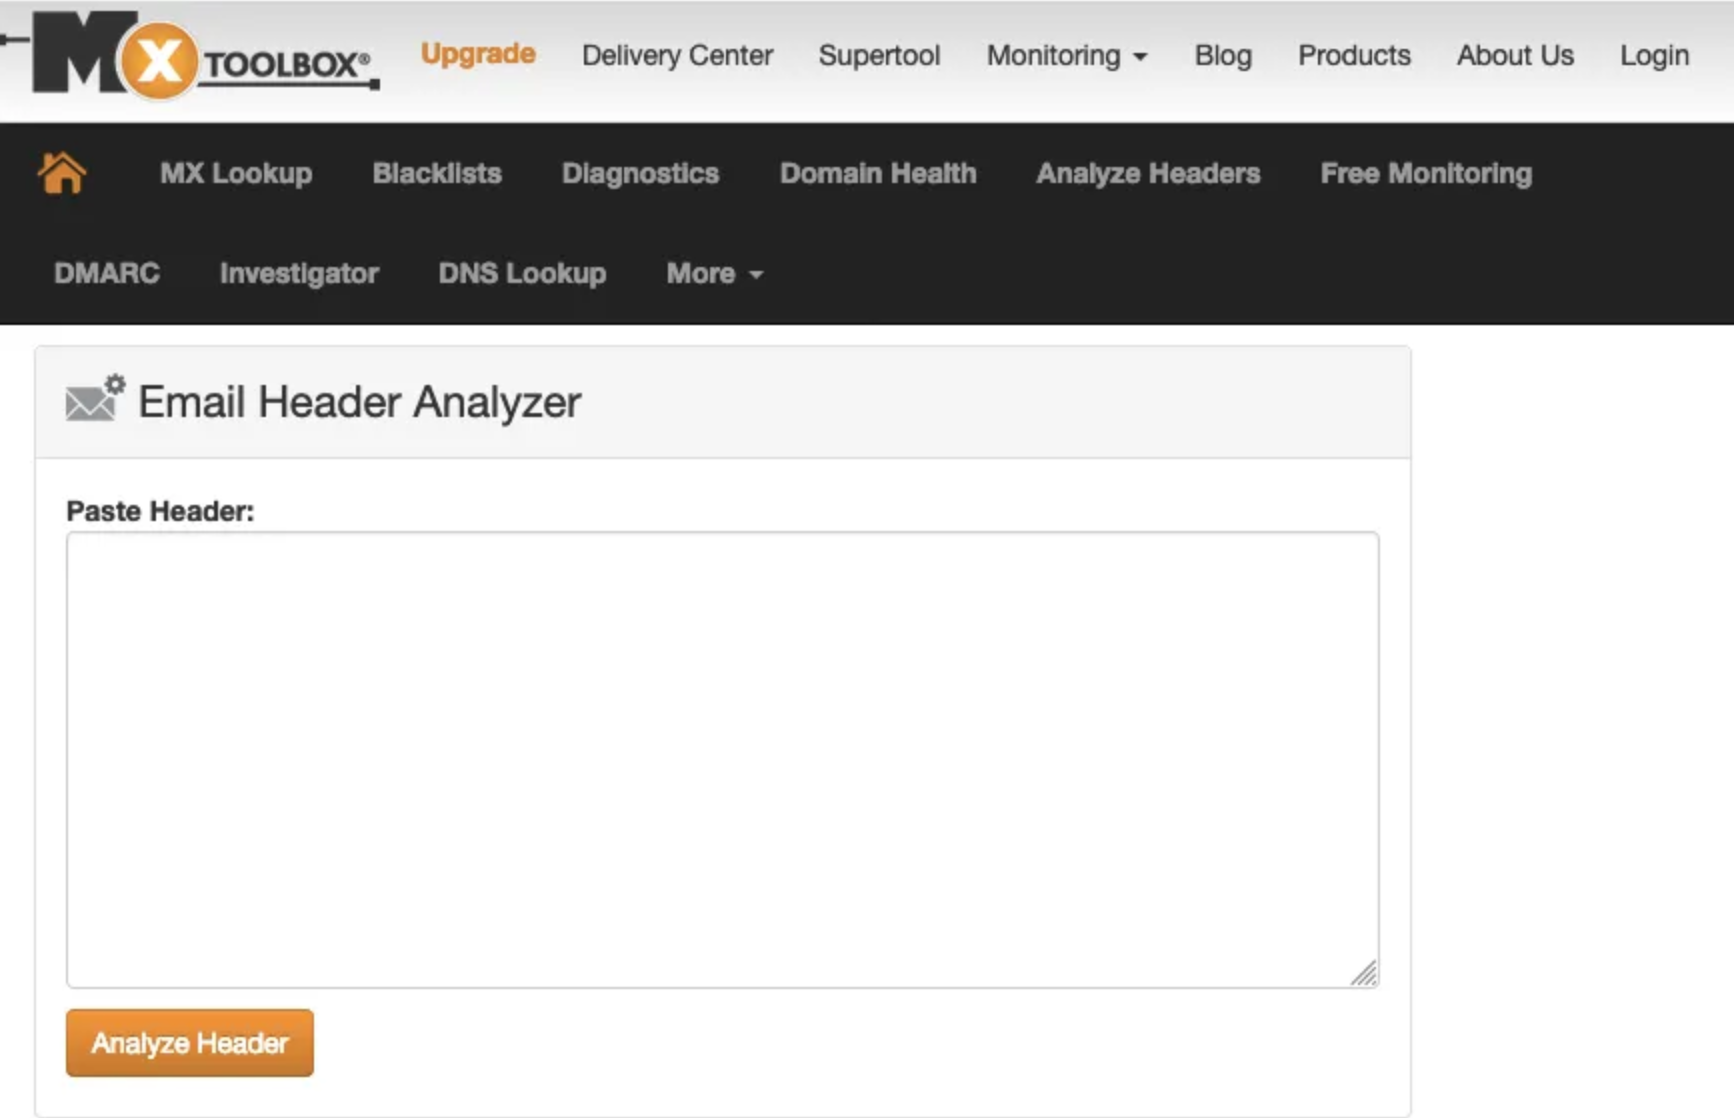 MX TOOLBOX® Upgrade Delivery Center Supertool Monitoring Blog Products About Us Login
MX Lookup Blacklists Diagnostics Domain Health Analyze Headers Free Monitoring
DMARC Investigator DNS Lookup More
Email Header Analyzer
Paste Header:
Analyze Header